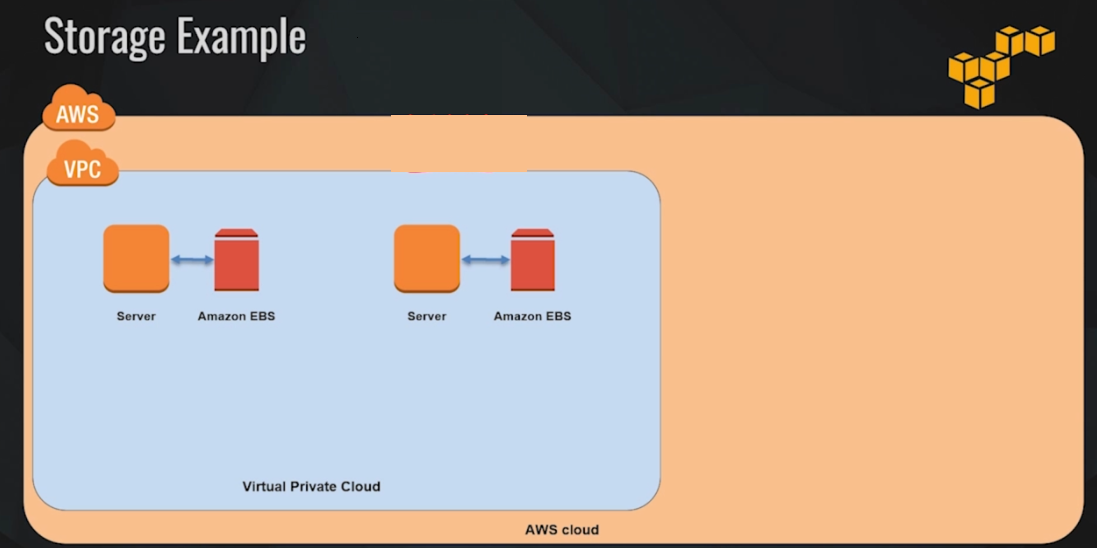 Storage Example
AWS
VPC
Server
Amazon EBS
Server
Amazon EBS
Virtual Private Cloud
AWS cloud